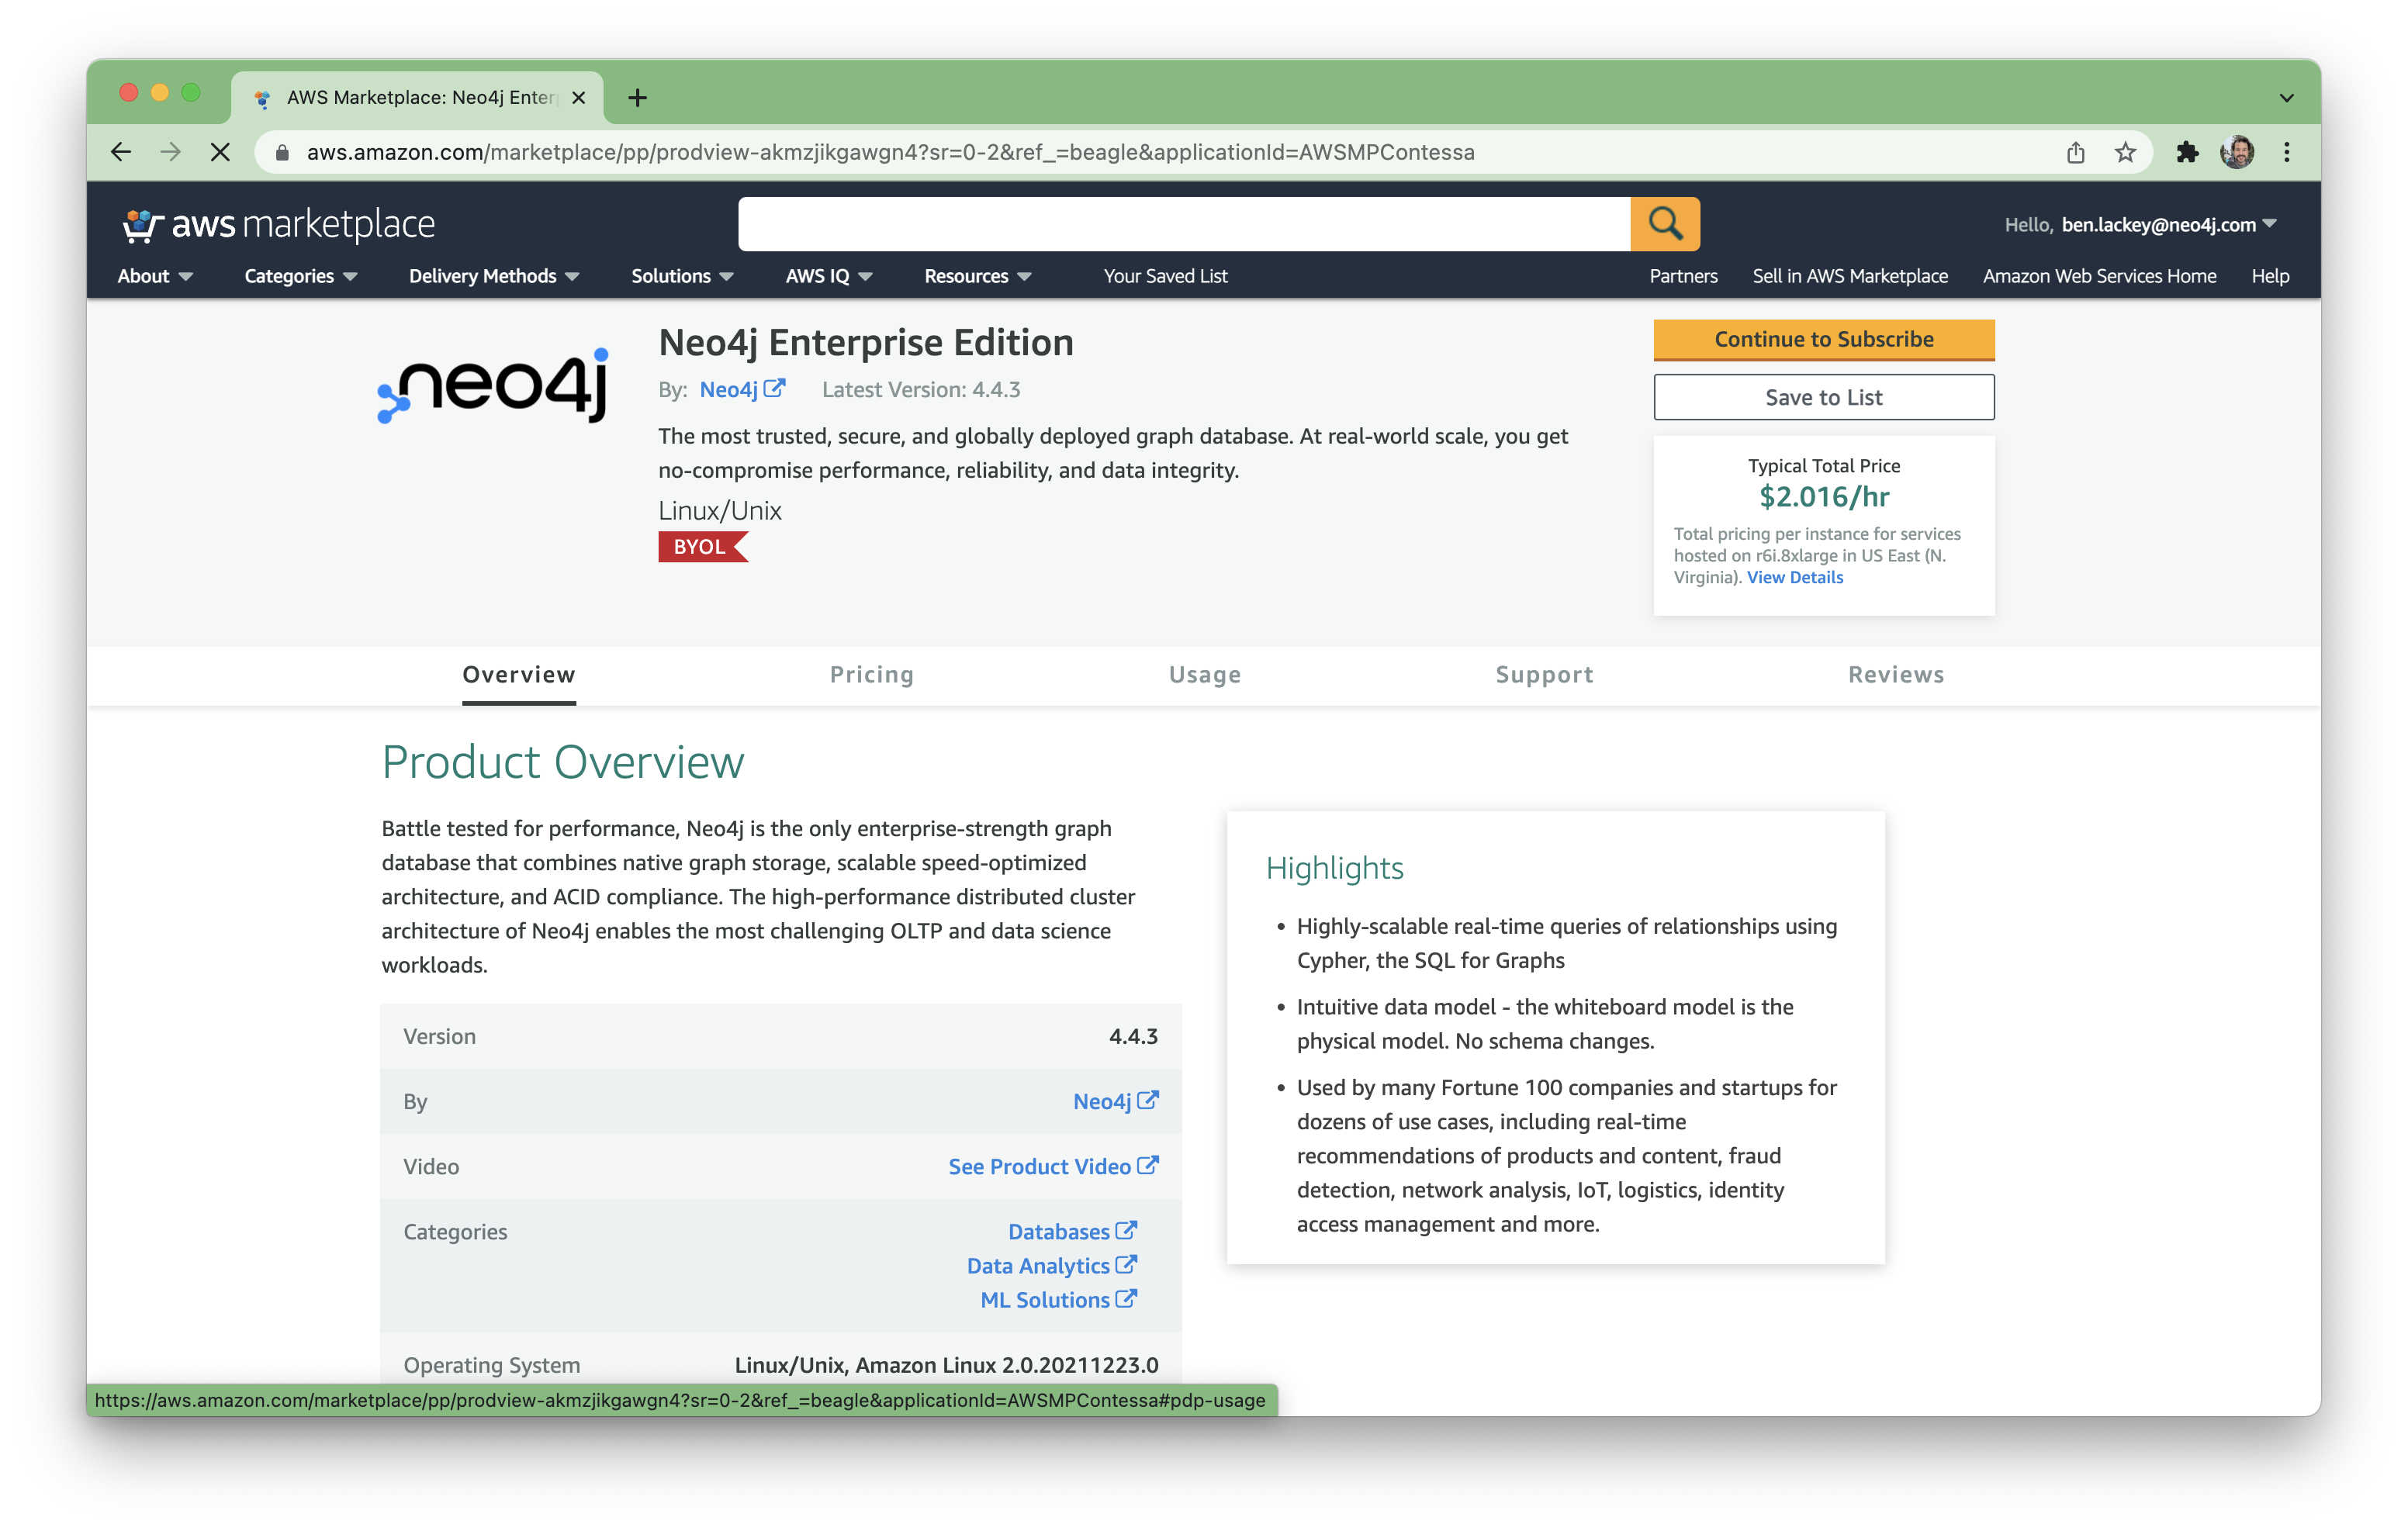 AWS Marketplace: Neo4j Enter
aws.amazon.com/marketplace/pp/prodview-akmzjikgawgn4?sr=0-2&ref_=beagle&applicationId=AWSMPContessa
aws marketplace
Hello, ben.lackey@neo4j.com
About Categories Delivery Methods Solutions AWS IQ Resources Your Saved List Partners Sell in AWS Marketplace Amazon Web Services Home Help
neo4j
Neo4j Enterprise Edition
By: Neo4j Latest Version: 4.4.3
The most trusted, secure, and globally deployed graph database. At real-world scale, you get
no-compromise performance, reliability, and data integrity.
Linux/Unix
BYOL
Continue to Subscribe
Save to List
Typical Total Price
$2.016/hr
Total pricing per instance for services
hosted on r6i.8xlarge in US East (N.
Virginia). View Details
Overview Pricing Usage Support Reviews
Product Overview
Battle tested for performance, Neo4j is the only enterprise-strength graph
database that combines native graph storage, scalable speed-optimized
architecture, and ACID compliance. The high-performance distributed cluster
architecture of Neo4j enables the most challenging OLTP and data science
workloads.
Version 4.4.3
By Neo4j
Video See Product Video
Categories Databases
Data Analytics
ML Solutions
Operating System Linux/Unix, Amazon Linux 2.0.20211223.0
Highlights
• Highly-scalable real-time queries of relationships using
Cypher, the SQL for Graphs
• Intuitive data model - the whiteboard model is the
physical model. No schema changes.
• Used by many Fortune 100 companies and startups for
dozens of use cases, including real-time
recommendations of products and content, fraud
detection, network analysis, IoT, logistics, identity
access management and more.
https://aws.amazon.com/marketplace/pp/prodview-akmzjikgawgn4?sr=0-2&ref_=beagle&applicationId=AWSMPContessa#pdp-usage